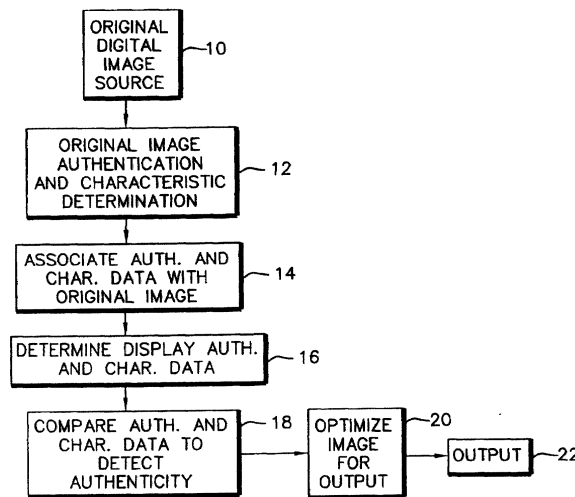 ORIGINAL
DIGITAL
IMAGE
SOURCE
10
ORIGINAL IMAGE
AUTHENTICATION
AND CHARACTERISTIC
DETERMINATION
12
ASSOCIATE AUTH. AND
CHAR. DATA WITH
ORIGINAL IMAGE
14
DETERMINE DISPLAY AUTH.
AND CHAR. DATA
16
COMPARE AUTH. AND
CHAR. DATA TO
DETECT
AUTHENTICITY
18
OPTIMIZE
IMAGE
FOR
OUTPUT
20
OUTPUT
22